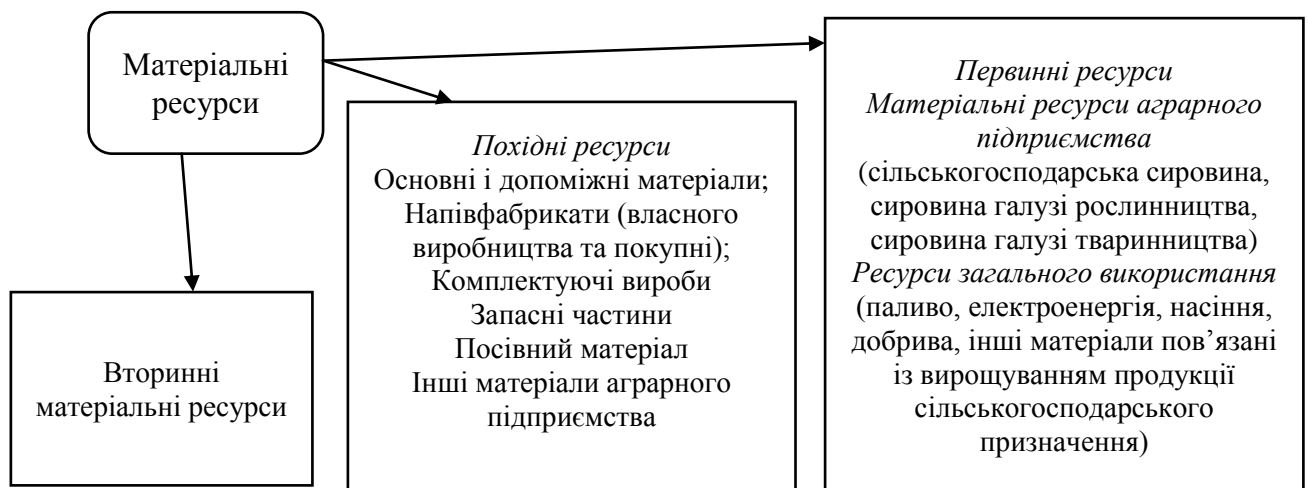 Матеріальні
ресурси
Похідні ресурси
Основні і допоміжні матеріали;
Напівфабрикати (власного
виробництва та покупні);
Комплектуючі вироби
Запасні частини
Посівний матеріал
Інші матеріали аграрного
підприємства
Первинні ресурси
Матеріальні ресурси аграрного
підприємства
(сільськогосподарська сировина,
сировина галузі рослинництва,
сировина галузі тваринництва)
Ресурси загального використання
(паливо, електроенергія, насіння,
добрива, інші матеріали пов’язані
із вирощуванням продукції
сільськогосподарського
призначення)
Вторинні
матеріальні ресурси